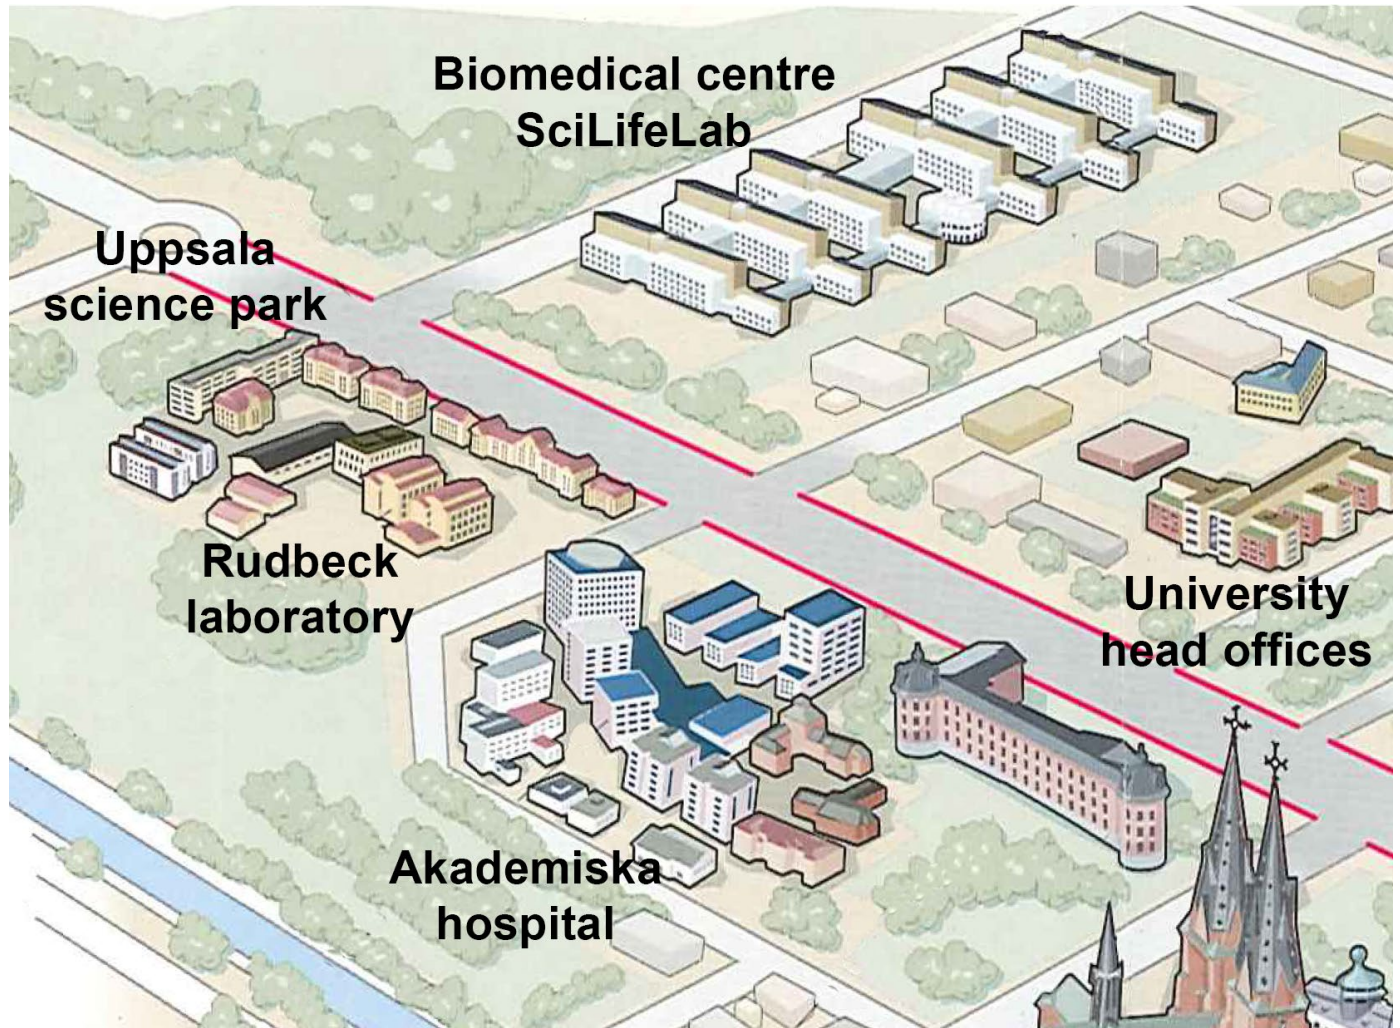 Biomedical centre
SciLifeLab
Uppsala
science park
Rudbeck
laboratory
University
head offices
Akademiska
hospital